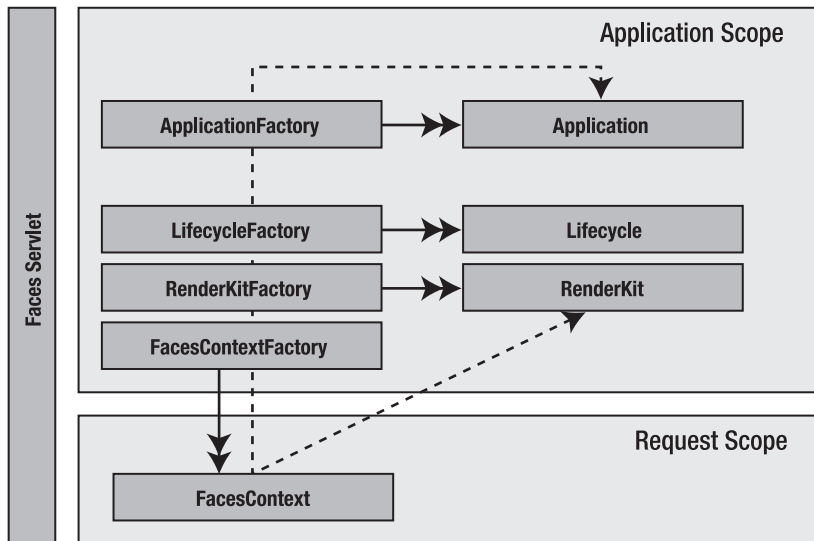 Faces Servlet
Application Scope
ApplicationFactory
Application
LifecycleFactory
Lifecycle
RenderKitFactory
RenderKit
FacesContextFactory
Request Scope
FacesContext